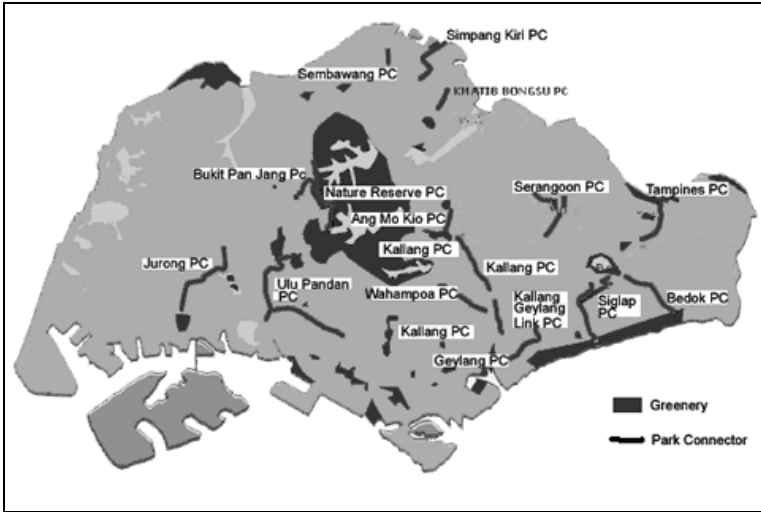 Simpang Kiri PC
Sembawang PC
KHATIB BONGSU PC
Bukit Pan Jang Pc
Nature Reserve PC
Serangoon PC
Tampines PC
Ang Mo Kio PC
Kallang PC
Jurong PC
Kallang PC
Ulu Pandan
PC
Wahampoa PC
Kallang
Geylang
Link PC
Siglap
PC
Bedok PC
Kallang PC
Geylang PC
Greenery
Park Connector